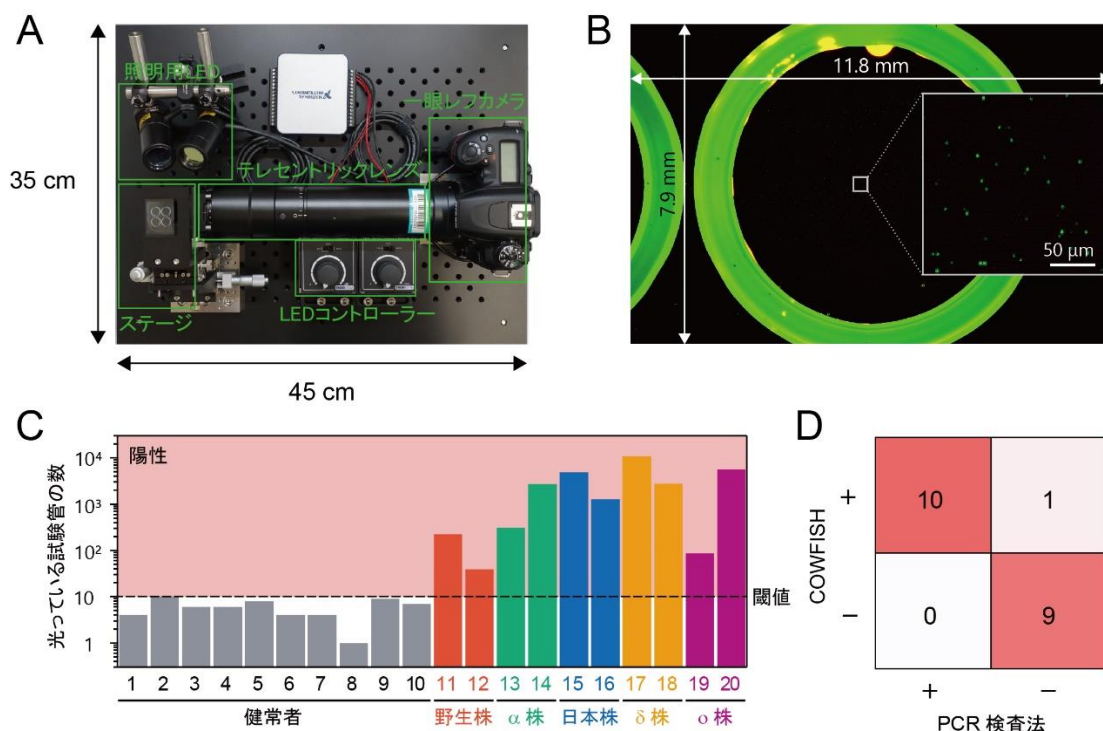 A
照明用LED
一眼レフカメラ
テレセントリックレンズ
ステージ
LEDコントローラー
35 cm
45 cm
B
11.8 mm
7.9 mm
50 μm
C
陽性
光っている試験管の数
10⁴
10³
10²
10
1
閾値
1 2 3 4 5 6 7 8 9 10 11 12 13 14 15 16 17 18 19 20
健常者 野生株 α 株 日本株 δ 株 ο 株
D
COWFISH
+ 10 1
− 0 9
+ −
PCR 検査法